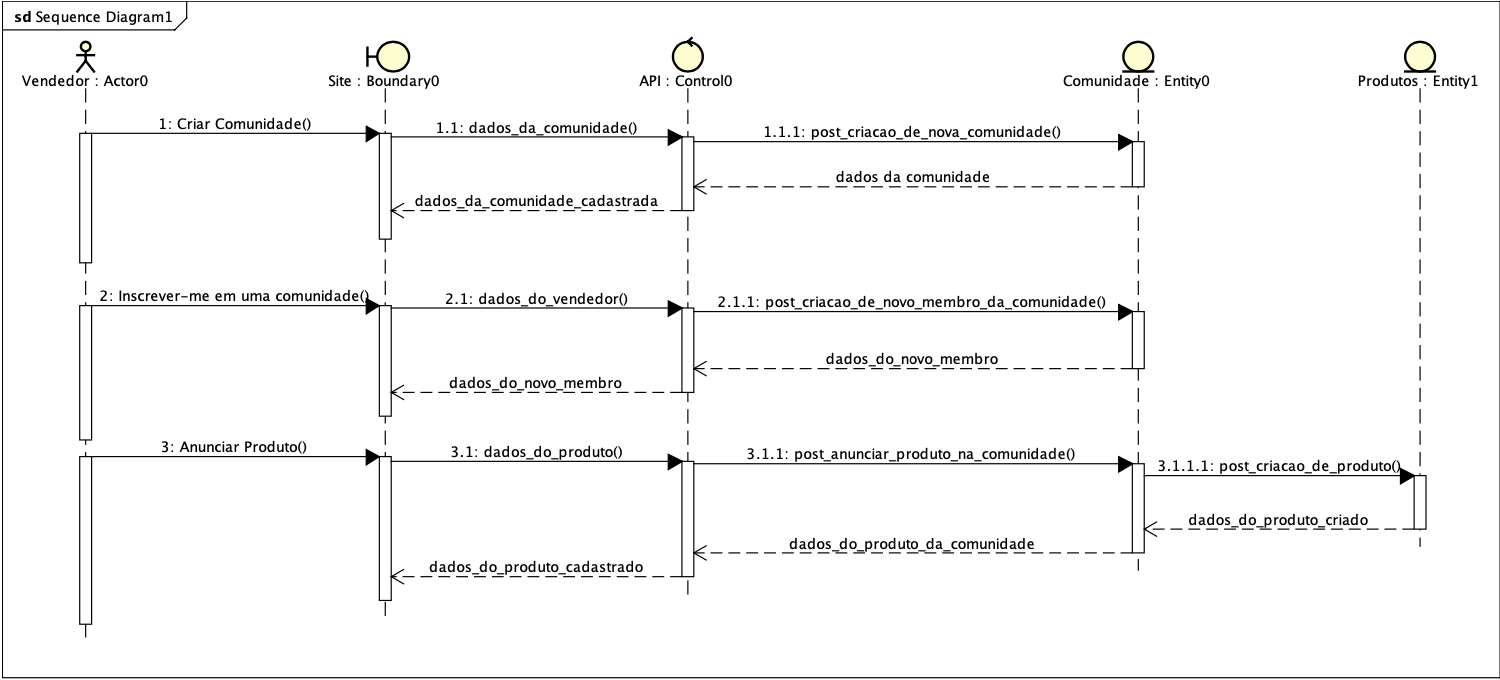 sd Sequence Diagram1
Vendedor : Actor0
Site : Boundary0
API : Control0
Comunidade : Entity0
Produtos : Entity1
1: Criar Comunidade()
1.1: dados_da_comunidade()
1.1.1: post_criacao_de_nova_comunidade()
dados da comunidade
dados_da_comunidade_cadastrada
2: Inscrever-me em uma comunidade()
2.1: dados_do_vendedor()
2.1.1: post_criacao_de_novo_membro_da_comunidade()
dados_do_novo_membro
dados_do_novo_membro
3: Anunciar Produto()
3.1: dados_do_produto()
3.1.1: post_anunciar_produto_na_comunidade()
3.1.1.1: post_criacao_de_produto()
dados_do_produto_criado
dados_do_produto_da_comunidade
dados_do_produto_cadastrado